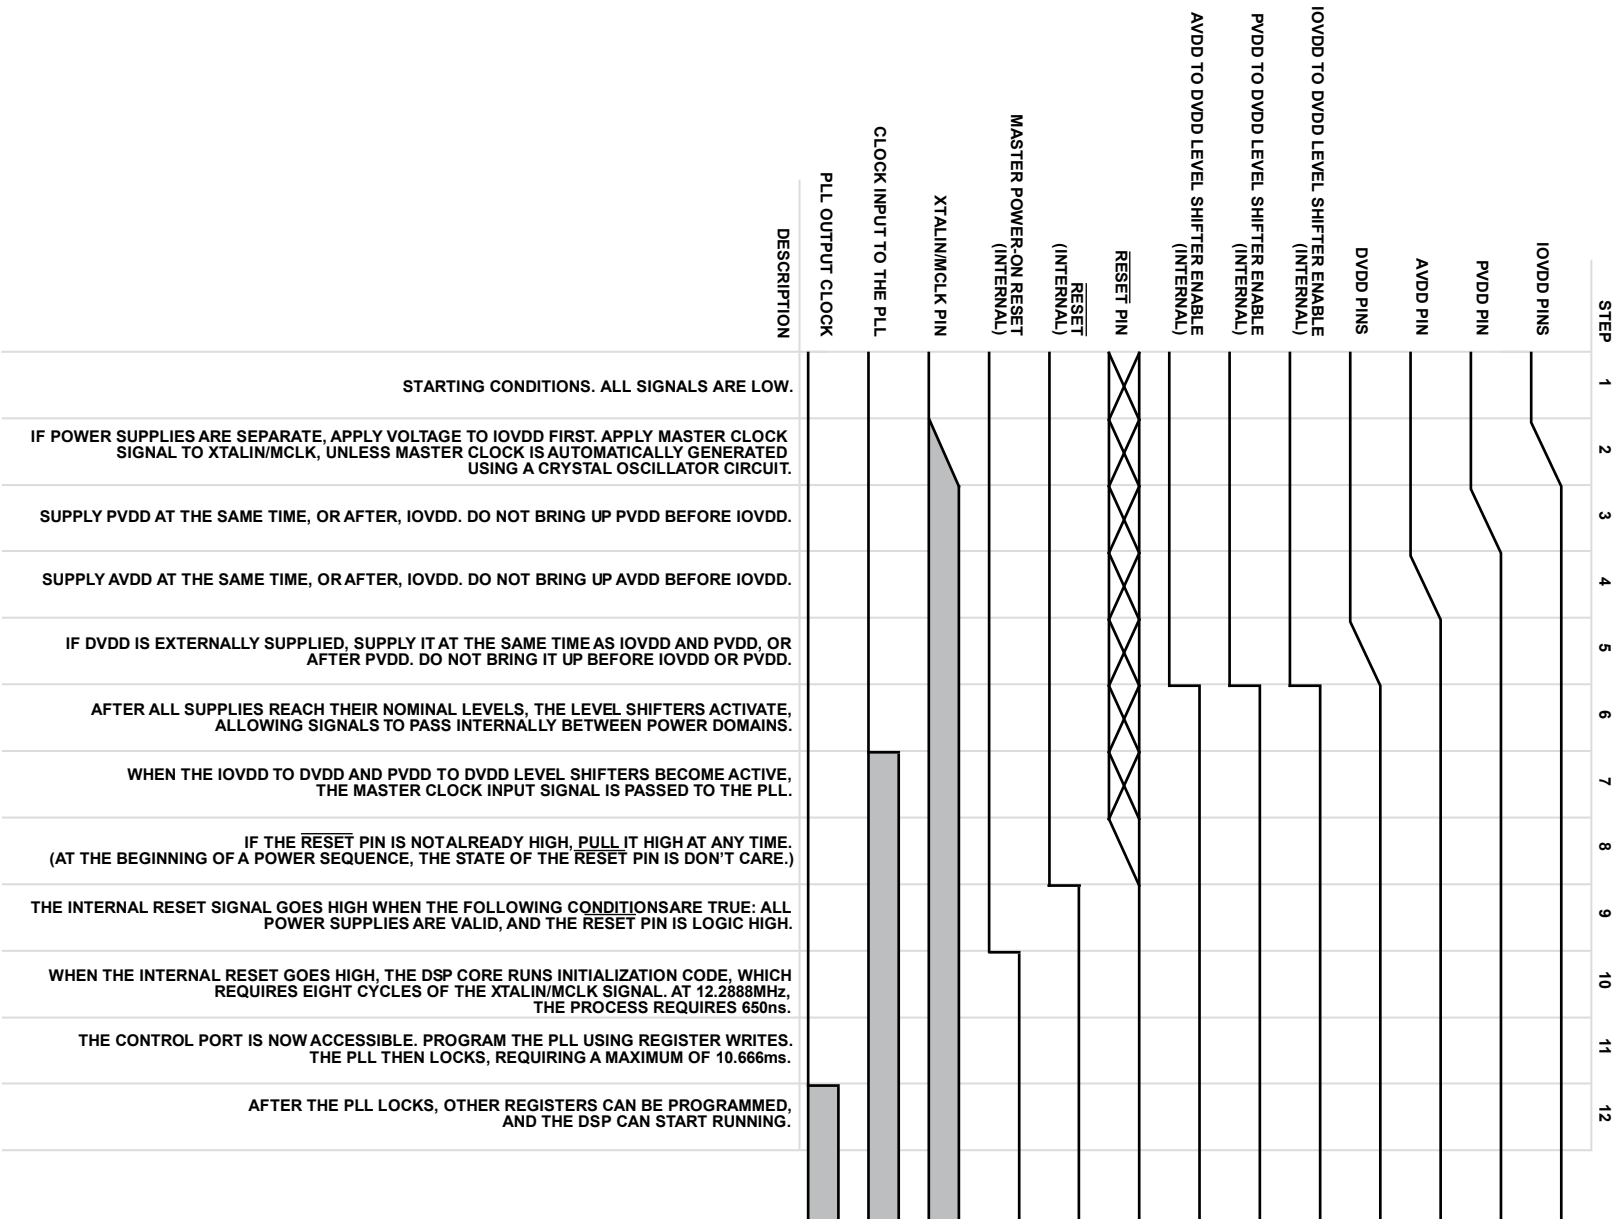 STEP
IOVDD PINS
PVDD PIN
AVDD PIN
DVDD PINS
IOVDD TO DVDD LEVEL SHIFTER ENABLE
(INTERNAL)
PVDD TO DVDD LEVEL SHIFTER ENABLE
(INTERNAL)
AVDD TO DVDD LEVEL SHIFTER ENABLE
(INTERNAL)
RESET PIN
RESET
(INTERNAL)
MASTER POWER-ON RESET
(INTERNAL)
XTALIN/MCLK PIN
CLOCK INPUT TO THE PLL
PLL OUTPUT CLOCK
DESCRIPTION
1
STARTING CONDITIONS. ALL SIGNALS ARE LOW.
2
IF POWER SUPPLIES ARE SEPARATE, APPLY VOLTAGE TO IOVDD FIRST. APPLY MASTER CLOCK
SIGNAL TO XTALIN/MCLK, UNLESS MASTER CLOCK IS AUTOMATICALLY GENERATED
USING A CRYSTAL OSCILLATOR CIRCUIT.
3
SUPPLY PVDD AT THE SAME TIME, OR AFTER, IOVDD. DO NOT BRING UP PVDD BEFORE IOVDD.
4
SUPPLY AVDD AT THE SAME TIME, OR AFTER, IOVDD. DO NOT BRING UP AVDD BEFORE IOVDD.
5
IF DVDD IS EXTERNALLY SUPPLIED, SUPPLY IT AT THE SAME TIME AS IOVDD AND PVDD, OR
AFTER PVDD. DO NOT BRING IT UP BEFORE IOVDD OR PVDD.
6
AFTER ALL SUPPLIES REACH THEIR NOMINAL LEVELS, THE LEVEL SHIFTERS ACTIVATE,
ALLOWING SIGNALS TO PASS INTERNALLY BETWEEN POWER DOMAINS.
7
WHEN THE IOVDD TO DVDD AND PVDD TO DVDD LEVEL SHIFTERS BECOME ACTIVE,
THE MASTER CLOCK INPUT SIGNAL IS PASSED TO THE PLL.
8
IF THE RESET PIN IS NOT ALREADY HIGH, PULL IT HIGH AT ANY TIME.
(AT THE BEGINNING OF A POWER SEQUENCE, THE STATE OF THE RESET PIN IS DON'T CARE.)
9
THE INTERNAL RESET SIGNAL GOES HIGH WHEN THE FOLLOWING CONDITIONS ARE TRUE: ALL
POWER SUPPLIES ARE VALID, AND THE RESET PIN IS LOGIC HIGH.
10
WHEN THE INTERNAL RESET GOES HIGH, THE DSP CORE RUNS INITIALIZATION CODE, WHICH
REQUIRES EIGHT CYCLES OF THE XTALIN/MCLK SIGNAL. AT 12.2888MHz,
THE PROCESS REQUIRES 650ns.
11
THE CONTROL PORT IS NOW ACCESSIBLE. PROGRAM THE PLL USING REGISTER WRITES.
THE PLL THEN LOCKS, REQUIRING A MAXIMUM OF 10.666ms.
12
AFTER THE PLL LOCKS, OTHER REGISTERS CAN BE PROGRAMMED,
AND THE DSP CAN START RUNNING.